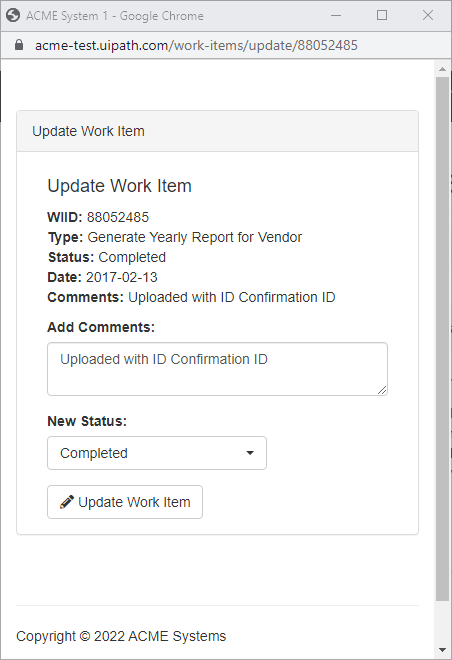 ACME System 1 - Google Chrome
acme-test.uipath.com/work-items/update/88052485
Update Work Item
Update Work Item
WIID: 88052485
Type: Generate Yearly Report for Vendor
Status: Completed
Date: 2017-02-13
Comments: Uploaded with ID Confirmation ID
Add Comments:
Uploaded with ID Confirmation ID
New Status:
Completed
Update Work Item
Copyright © 2022 ACME Systems